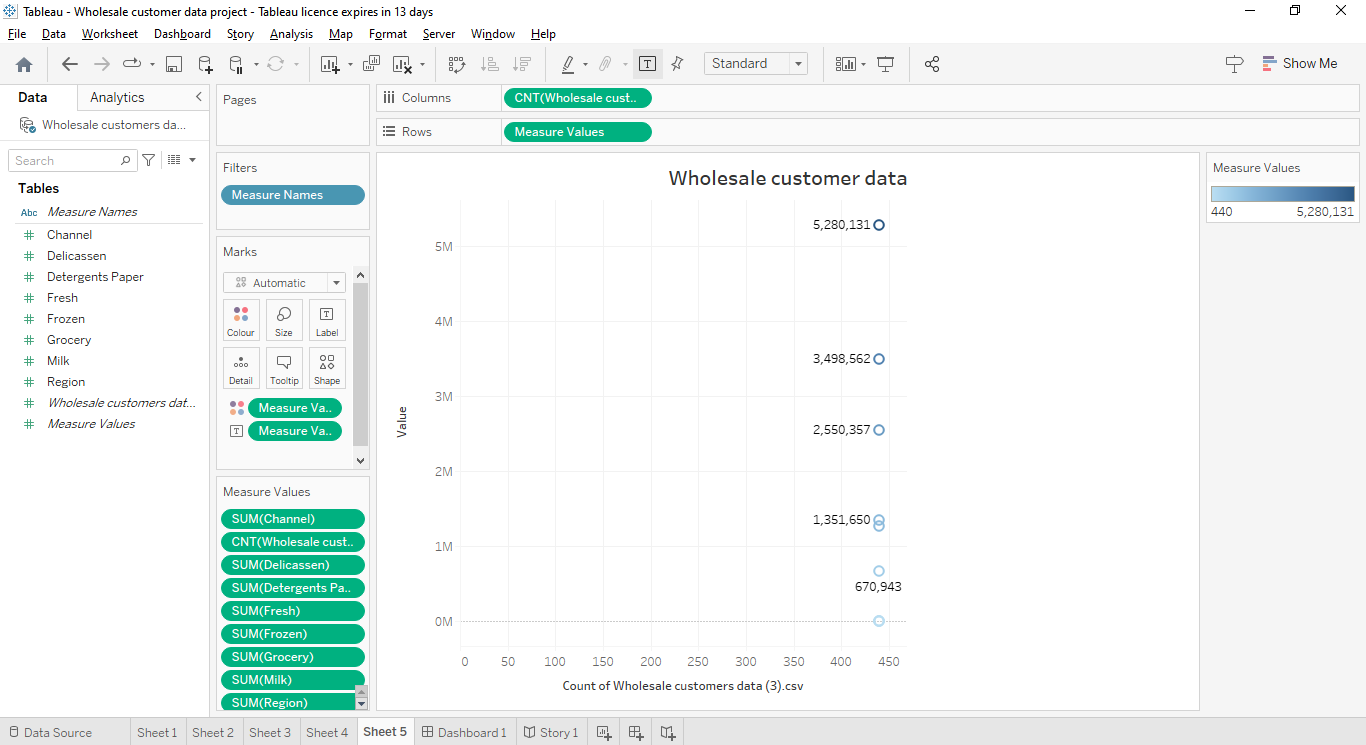 Tableau - Wholesale customer data project - Tableau licence expires in 13 days
File Data Worksheet Dashboard Story Analysis Map Format Server Window Help
Standard
Show Me
Data Analytics
Wholesale customers da...
Search
Tables
Abc Measure Names
Channel
Delicassen
Detergents Paper
Fresh
Frozen
Grocery
Milk
Region
Wholesale customers dat...
Measure Values
Pages
Filters
Measure Names
Marks
Automatic
Colour Size Label
Detail Tooltip Shape
Measure Va..
Measure Va..
Measure Values
SUM(Channel)
CNT(Wholesale cust..
SUM(Delicassen)
SUM(Detergents Pa..
SUM(Fresh)
SUM(Frozen)
SUM(Grocery)
SUM(Milk)
SUM(Region)
Columns CNT(Wholesale cust..
Rows Measure Values
Wholesale customer data
5,280,131
5M
4M
3,498,562
3M
2,550,357
2M
1,351,650
1M
670,943
0M
Value
0 50 100 150 200 250 300 350 400 450
Count of Wholesale customers data (3).csv
Measure Values
440 5,280,131
Data Source Sheet 1 Sheet 2 Sheet 3 Sheet 4 Sheet 5 Dashboard 1 Story 1